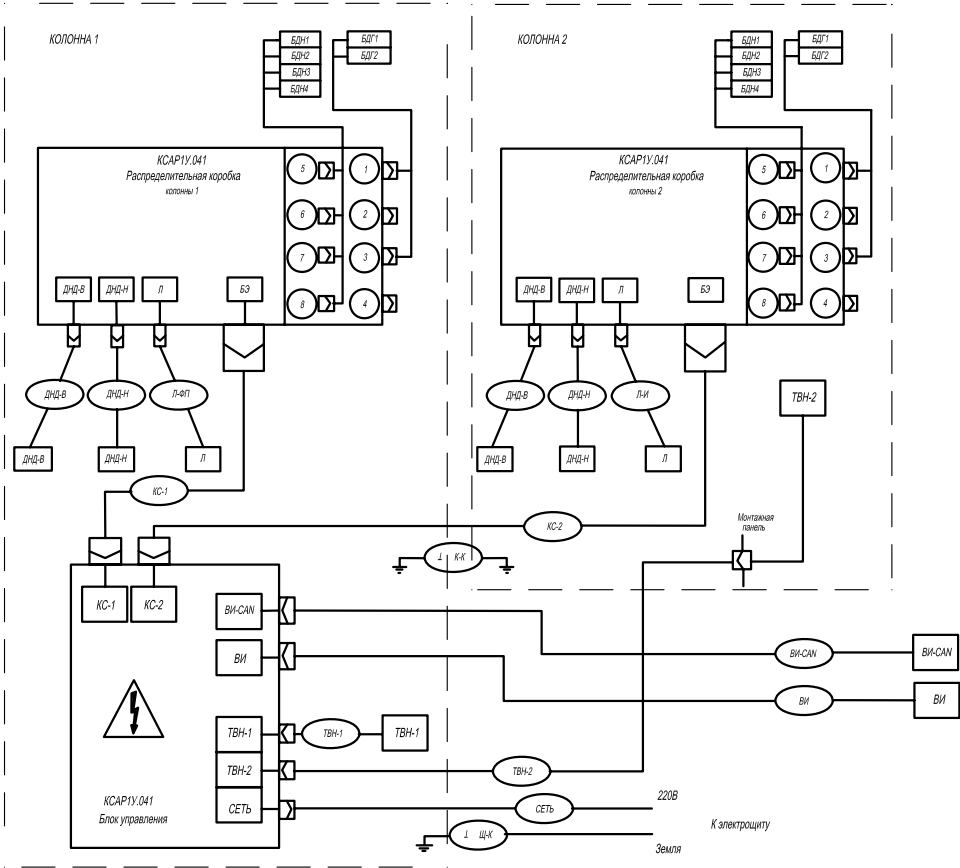 КОЛОННА 1
БДН1
БДН2
БДН3
БДН4
БДГ1
БДГ2
КСАР1У.041
Распределительная коробка
колонны 1
5
1
6
2
7
3
8
4
ДНД-В
ДНД-Н
Л
БЭ
ДНД-В
ДНД-Н
Л-ФП
ДНД-В
ДНД-Н
Л
КОЛОННА 2
БДН1
БДН2
БДН3
БДН4
БДГ1
БДГ2
КСАР1У.041
Распределительная коробка
колонны 2
5
1
6
2
7
3
8
4
ДНД-В
ДНД-Н
Л
БЭ
ДНД-В
ДНД-Н
Л-И
ДНД-В
ДНД-Н
Л
ТВН-2
Монтажная
панель
КС-1
КС-2
⊥ К-К
КС-1
КС-2
ВИ-CAN
ВИ
ТВН-1
ТВН-2
СЕТЬ
КСАР1У.041
Блок управления
ВИ-CAN
ВИ-CAN
ВИ
ВИ
ТВН-1
ТВН-1
ТВН-2
СЕТЬ
220В
⊥ Щ-К
Земля
К электрощиту